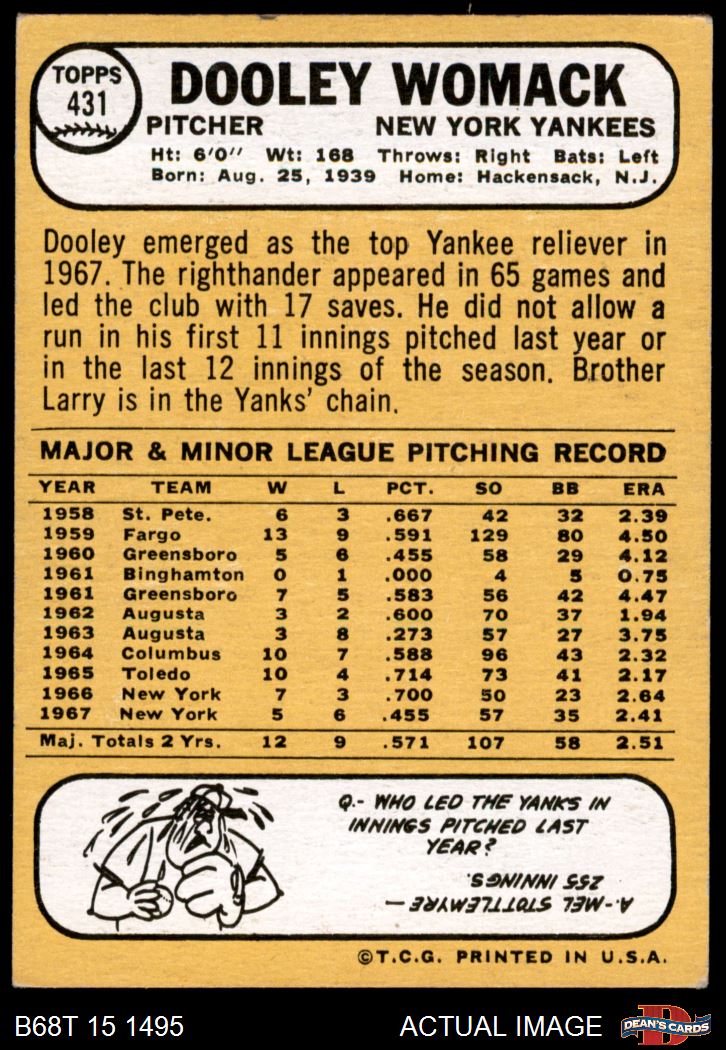 TOPPS
431
DOOLEY WOMACK
PITCHER NEW YORK YANKEES
Ht: 6'0" Wt: 168 Throws: Right Bats: Left
Born: Aug. 25, 1939 Home: Hackensack, N.J.
Dooley emerged as the top Yankee reliever in
1967. The righthander appeared in 65 games and
led the club with 17 saves. He did not allow a
run in his first 11 innings pitched last year or
in the last 12 innings of the season. Brother
Larry is in the Yanks' chain.
MAJOR & MINOR LEAGUE PITCHING RECORD
YEAR TEAM W L PCT. SO BB ERA
1958 St. Pete. 6 3 .667 42 32 2.39
1959 Fargo 13 9 .591 129 80 4.50
1960 Greensboro 5 6 .455 58 29 4.12
1961 Binghamton 0 1 .000 4 5 0.75
1961 Greensboro 7 5 .583 56 42 4.47
1962 Augusta 3 2 .600 70 37 1.94
1963 Augusta 3 8 .273 57 27 3.75
1964 Columbus 10 7 .588 96 43 2.32
1965 Toledo 10 4 .714 73 41 2.17
1966 New York 7 3 .700 50 23 2.64
1967 New York 5 6 .455 57 35 2.41
Maj. Totals 2 Yrs. 12 9 .571 107 58 2.51
Q.- WHO LED THE YANKS IN
INNINGS PITCHED LAST
YEAR?
A.- MEL STOTTLEMYRE —
255 INNINGS.
©T.C.G. PRINTED IN U.S.A.
B68T 15 1495 ACTUAL IMAGE
D
DEAN'S CARDS